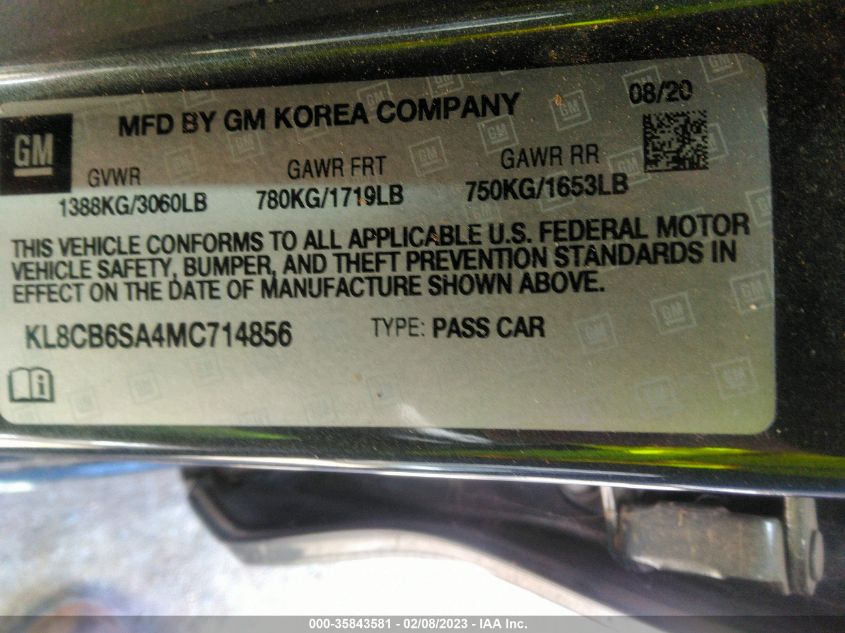 MFD BY GM KOREA COMPANY 08/20
GM
GVWR GAWR FRT GAWR RR
1388KG/3060LB 780KG/1719LB 750KG/1653LB
THIS VEHICLE CONFORMS TO ALL APPLICABLE U.S. FEDERAL MOTOR
VEHICLE SAFETY, BUMPER, AND THEFT PREVENTION STANDARDS IN
EFFECT ON THE DATE OF MANUFACTURE SHOWN ABOVE.
KL8CB6SA4MC714856 TYPE: PASS CAR
000-35843581 - 02/08/2023 - IAA Inc.